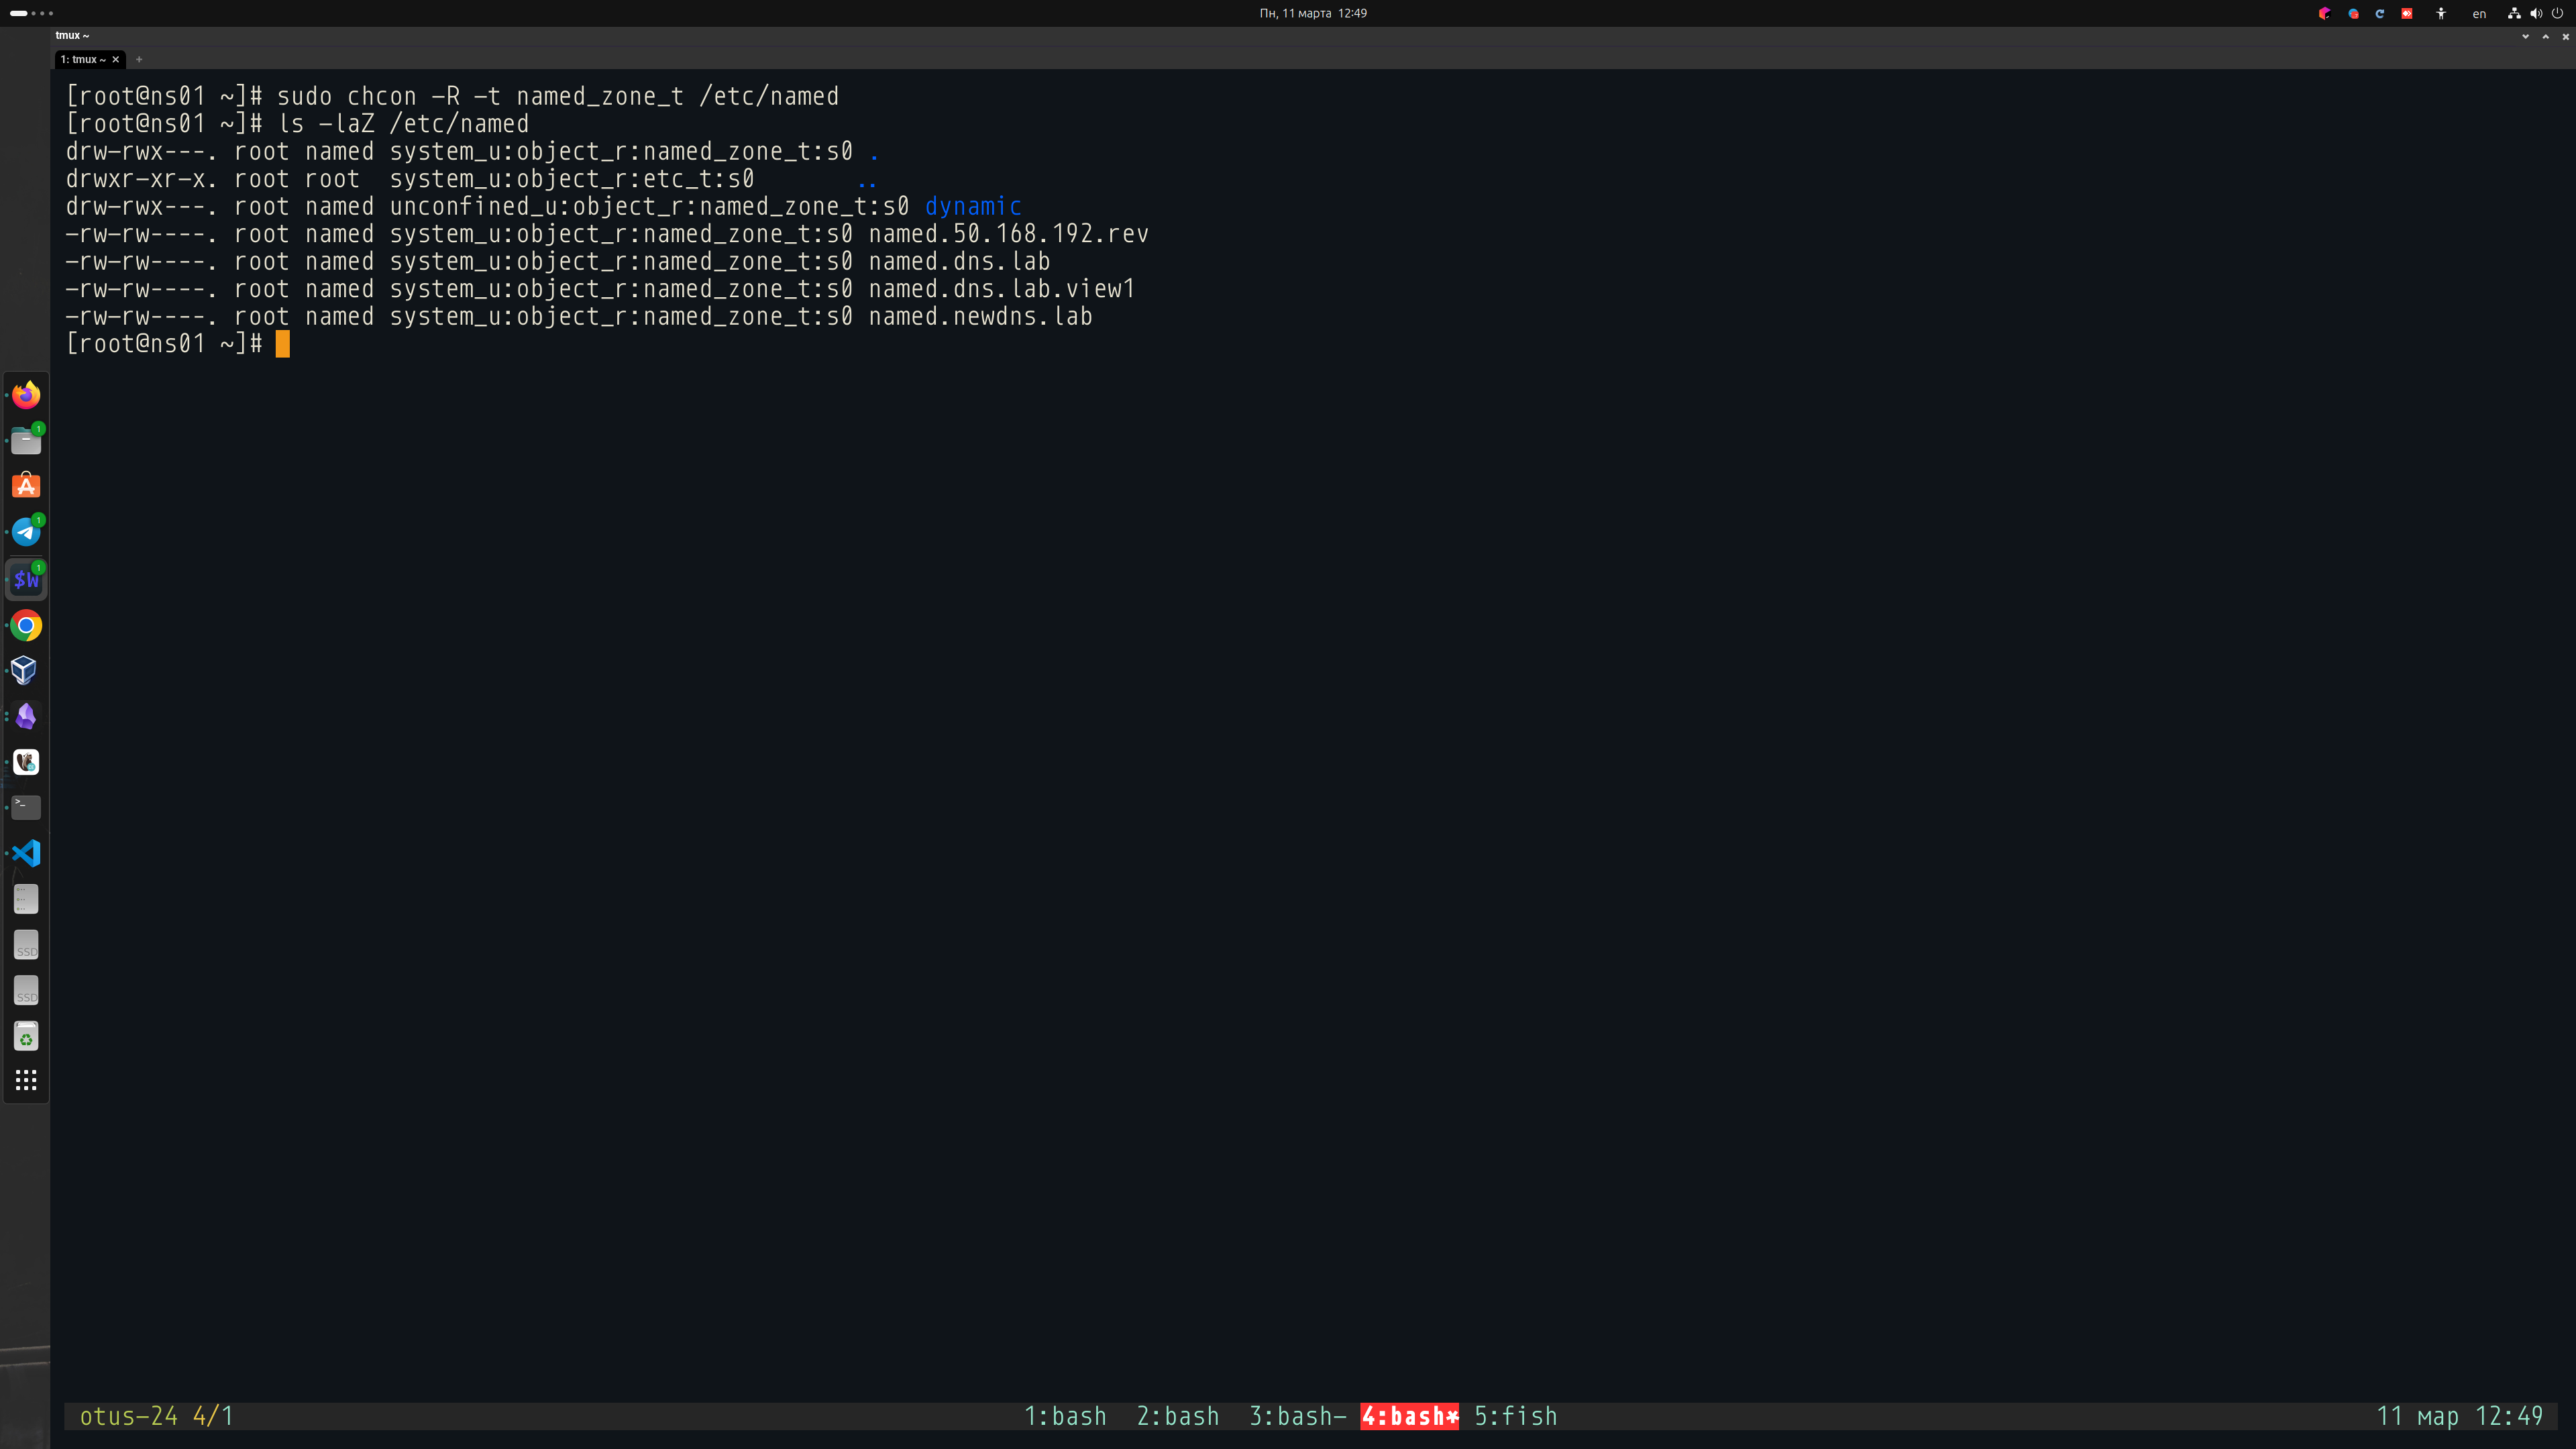 Пн, 11 марта 12:49
en
tmux ~
1: tmux ~ × +
[root@ns01 ~]# sudo chcon -R -t named_zone_t /etc/named
[root@ns01 ~]# ls -laZ /etc/named
drw-rwx---. root named system_u:object_r:named_zone_t:s0 .
drwxr-xr-x. root root  system_u:object_r:etc_t:s0       ..
drw-rwx---. root named unconfined_u:object_r:named_zone_t:s0 dynamic
-rw-rw----. root named system_u:object_r:named_zone_t:s0 named.50.168.192.rev
-rw-rw----. root named system_u:object_r:named_zone_t:s0 named.dns.lab
-rw-rw----. root named system_u:object_r:named_zone_t:s0 named.dns.lab.view1
-rw-rw----. root named system_u:object_r:named_zone_t:s0 named.newdns.lab
[root@ns01 ~]#
1
1
$W 1
>_
SSD
SSD
otus-24 4/1 1:bash 2:bash 3:bash- 4:bash* 5:fish 11 мар 12:49